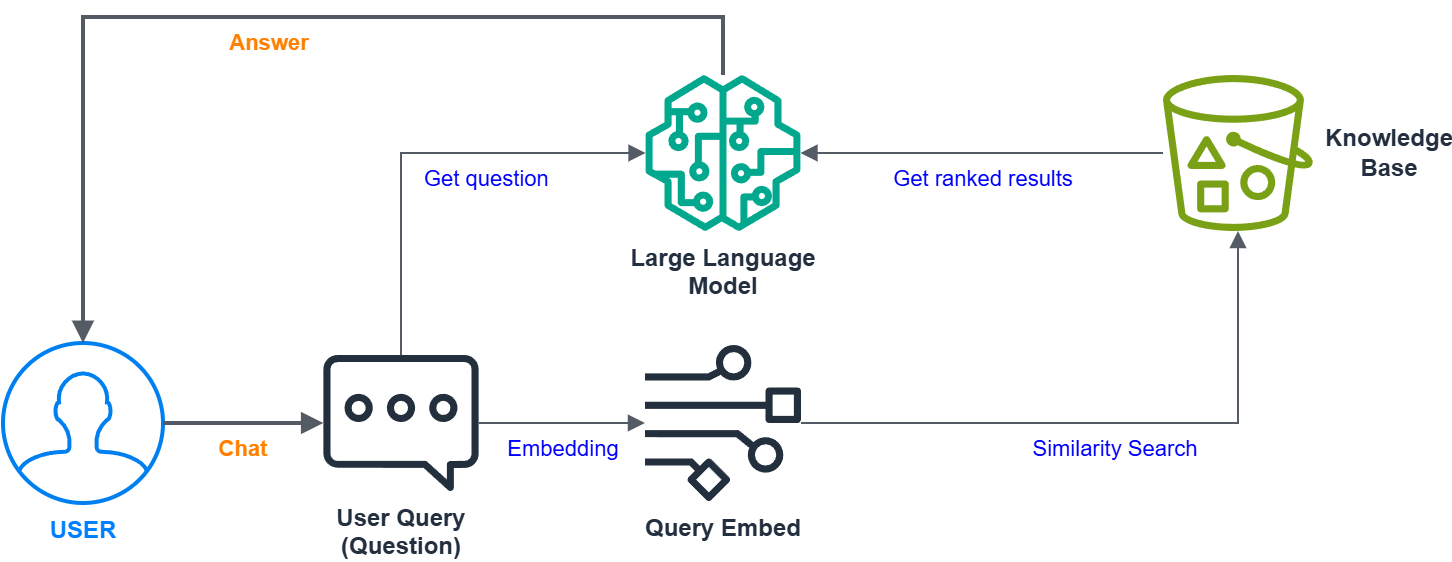 Answer
Get question
Get ranked results
Knowledge
Base
Large Language
Model
Chat
Embedding
Similarity Search
USER
User Query
(Question)
Query Embed